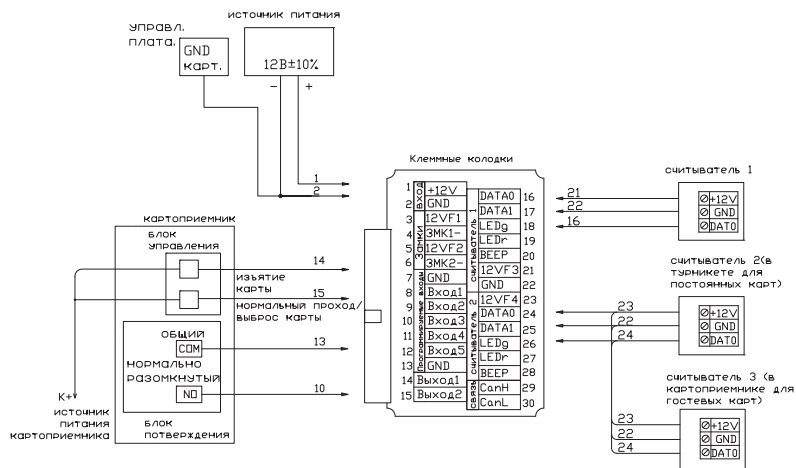 источник питания
управл.
плата.
GND
карт.
12В±10%
- +
1
2
Клеммные колодки
картоприемник
блок
управления
изъятие
карты
14
нормальный проход/
выброс карты
15
общий
COM
13
нормально
разомкнутый
NO
10
К+
источник
питания
картоприемника
блок
потверждения
вход
Замки
Программируемые входы
1 +12V
2 GND
3 12VF1
4 ЗМК1-
5 12VF2
6 ЗМК2-
7 GND
8 Вход1
9 Вход2
10 Вход3
11 Вход4
12 Вход5
13 GND
14 Выход1
15 Выход2
считыватель 1
считыватель 2
связь
DATA0 16
DATA1 17
LEDg 18
LEDr 19
BEEP 20
12VF3 21
GND 22
12VF4 23
DATA0 24
DATA1 25
LEDg 26
LEDr 27
BEEP 28
CanH 29
CanL 30
считыватель 1
21
22
16
+12V
GND
DAT0
считыватель 2(в
турникете для
постоянных карт)
23
22
24
+12V
GND
DAT0
считыватель 3 (в
картоприемнике для
гостевых карт)
23
22
24
+12V
GND
DAT0